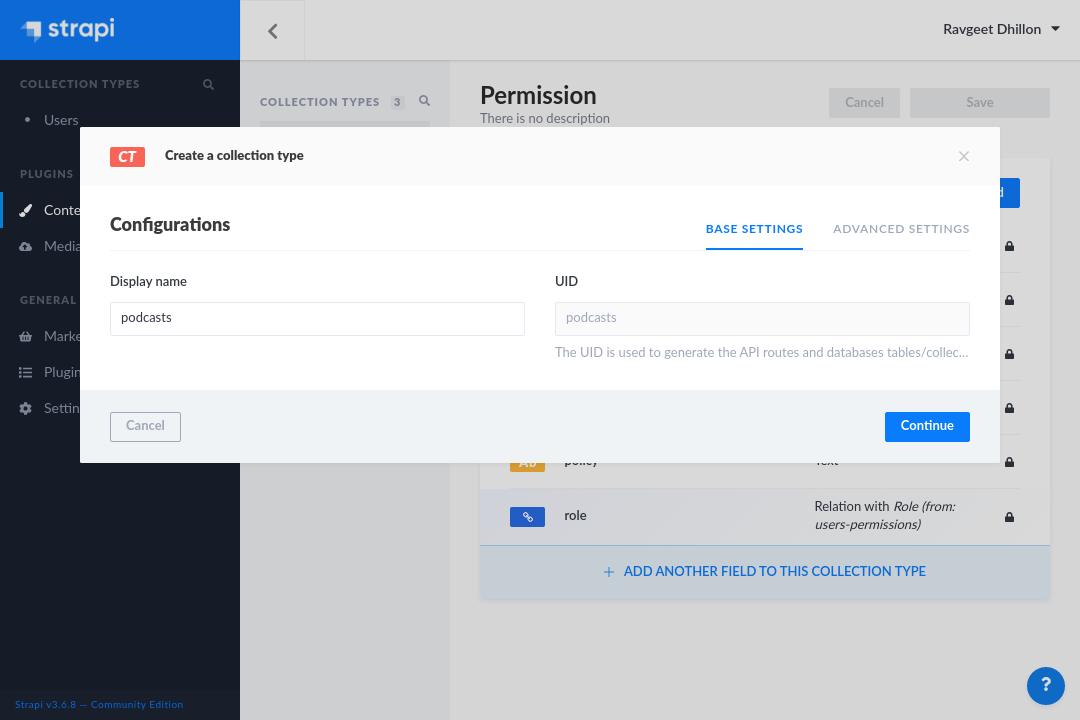 strapi
Ravgeet Dhillon
COLLECTION TYPES
Users
PLUGINS
Conte
Media
GENERAL
Marke
Plugin
Settin
Strapi v3.6.8 — Community Edition
COLLECTION TYPES 3
Permission
There is no description
Cancel
Save
CT
Create a collection type
Configurations
BASE SETTINGS
ADVANCED SETTINGS
Display name
UID
podcasts
podcasts
The UID is used to generate the API routes and databases tables/collec...
Cancel
Continue
policy
Text
role
Relation with Role (from:
users-permissions)
ADD ANOTHER FIELD TO THIS COLLECTION TYPE
?